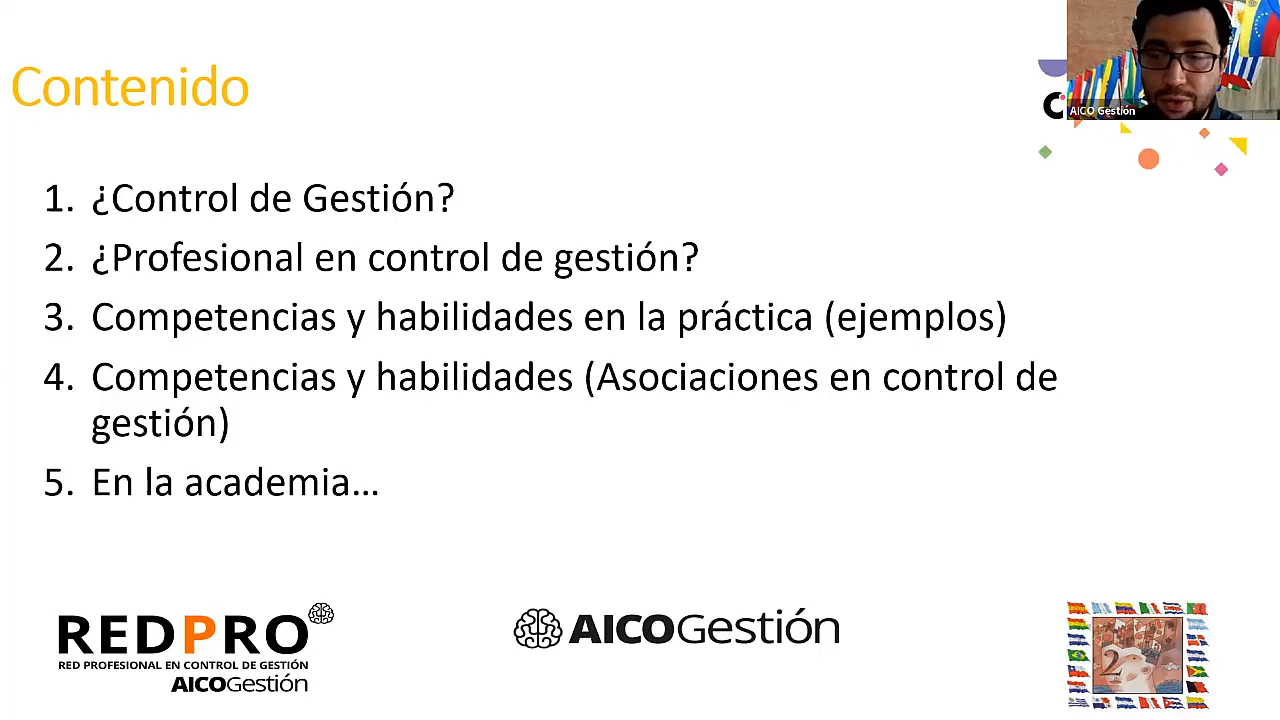 Contenido
AICO Gestión
1. ¿Control de Gestión?
2. ¿Profesional en control de gestión?
3. Competencias y habilidades en la práctica (ejemplos)
4. Competencias y habilidades (Asociaciones en control de
gestión)
5. En la academia...
REDPRO
RED PROFESIONAL EN CONTROL DE GESTIÓN
AICOGestión
AICOGestión
2